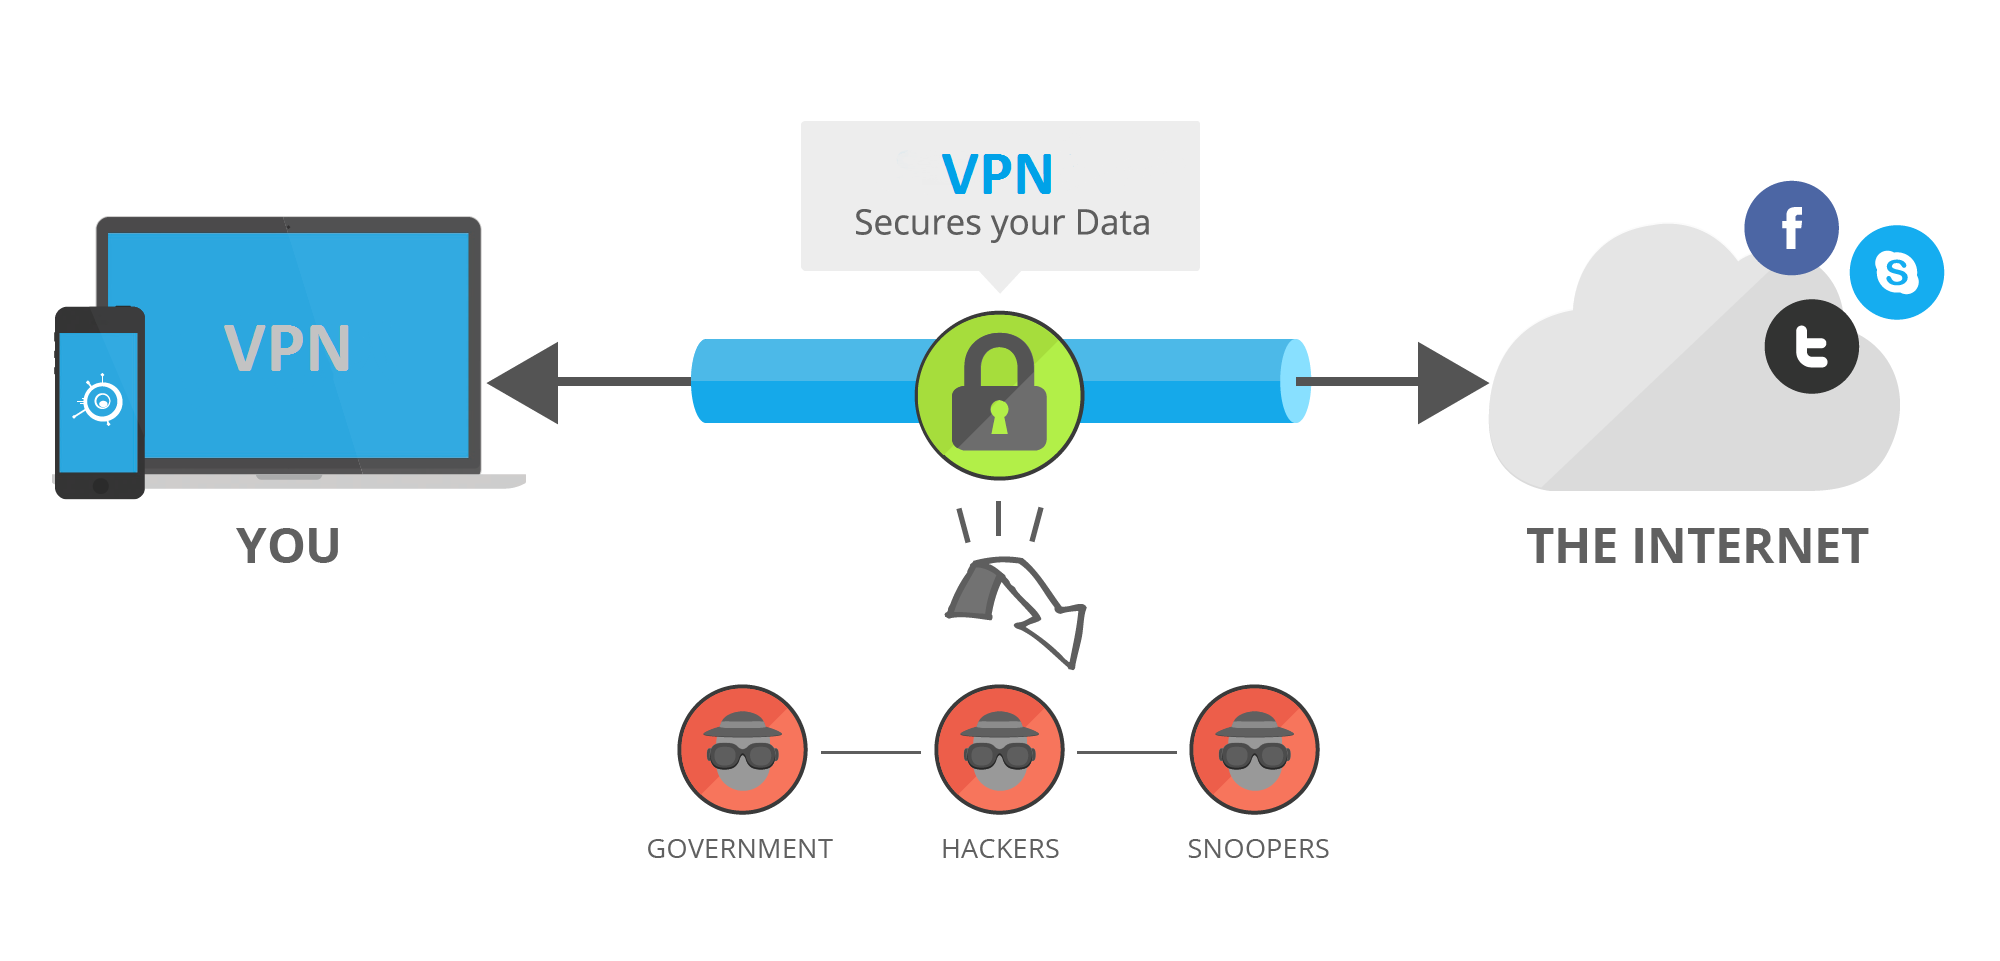 VPN
Secures your Data
VPN
YOU
THE INTERNET
GOVERNMENT
HACKERS
SNOOPERS